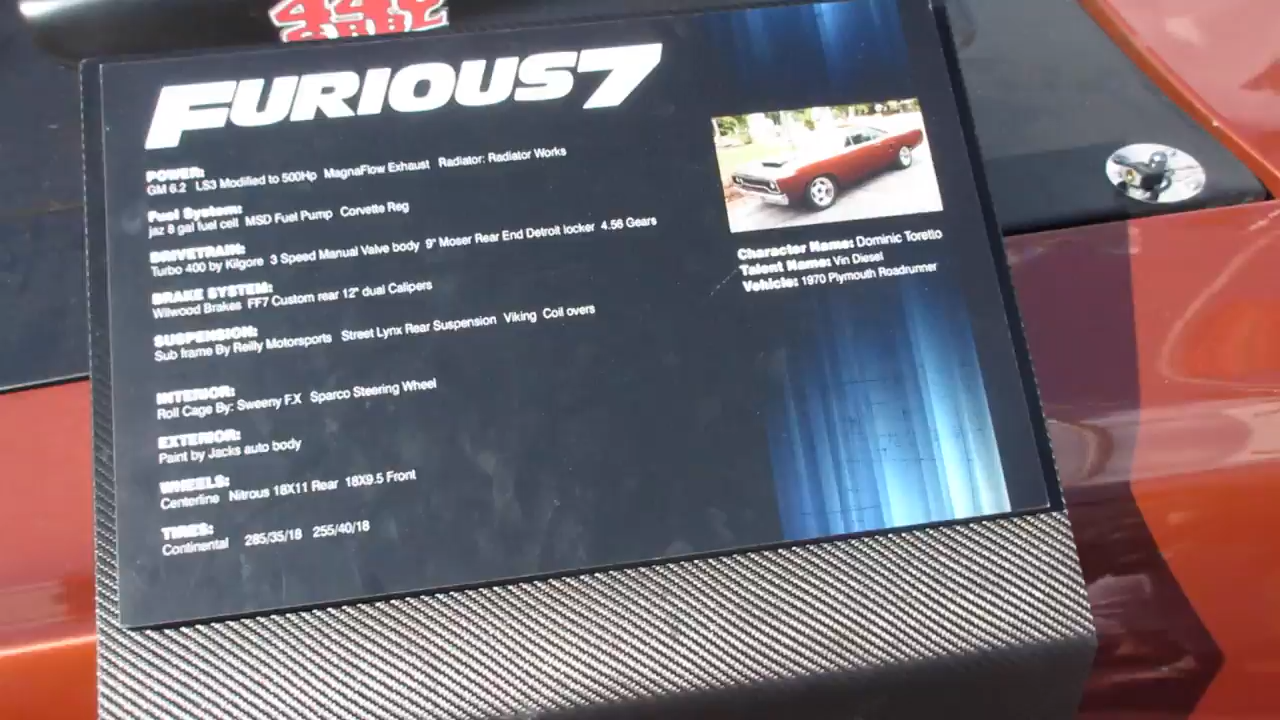 FURIOUS 7
POWER:
GM 6.2 LS3 Modified to 500Hp MagnaFlow Exhaust Radiator: Radiator Works
Fuel System:
jaz 8 gal fuel cell MSD Fuel Pump Corvette Reg
DRIVETRAIN:
Turbo 400 by Kilgore 3 Speed Manual Valve body 9" Moser Rear End Detroit locker 4.56 Gears
BRAKE SYSTEM:
Wilwood Brakes FF7 Custom rear 12" dual Calipers
SUSPENSION:
Sub frame By Reilly Motorsports Street Lynx Rear Suspension Viking Coil overs
INTERIOR:
Roll Cage By: Sweeny F.X Sparco Steering Wheel
EXTERIOR:
Paint by Jacks auto body
WHEELS:
Centerline Nitrous 18X11 Rear 18X9.5 Front
TIRES:
Continental 285/35/18 255/40/18
Character Name: Dominic Toretto
Talent Name: Vin Diesel
Vehicle: 1970 Plymouth Roadrunner